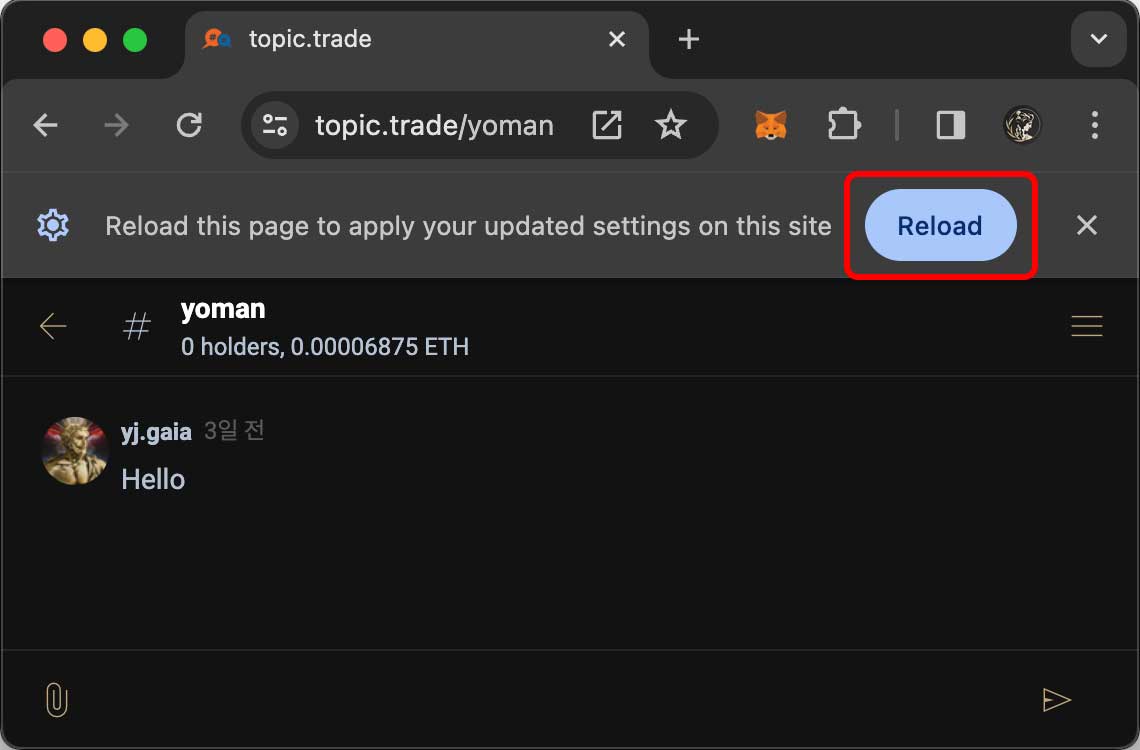 topic.trade
topic.trade/yoman
Reload this page to apply your updated settings on this site
Reload
yoman
0 holders, 0.00006875 ETH
yj.gaia 3일 전
Hello